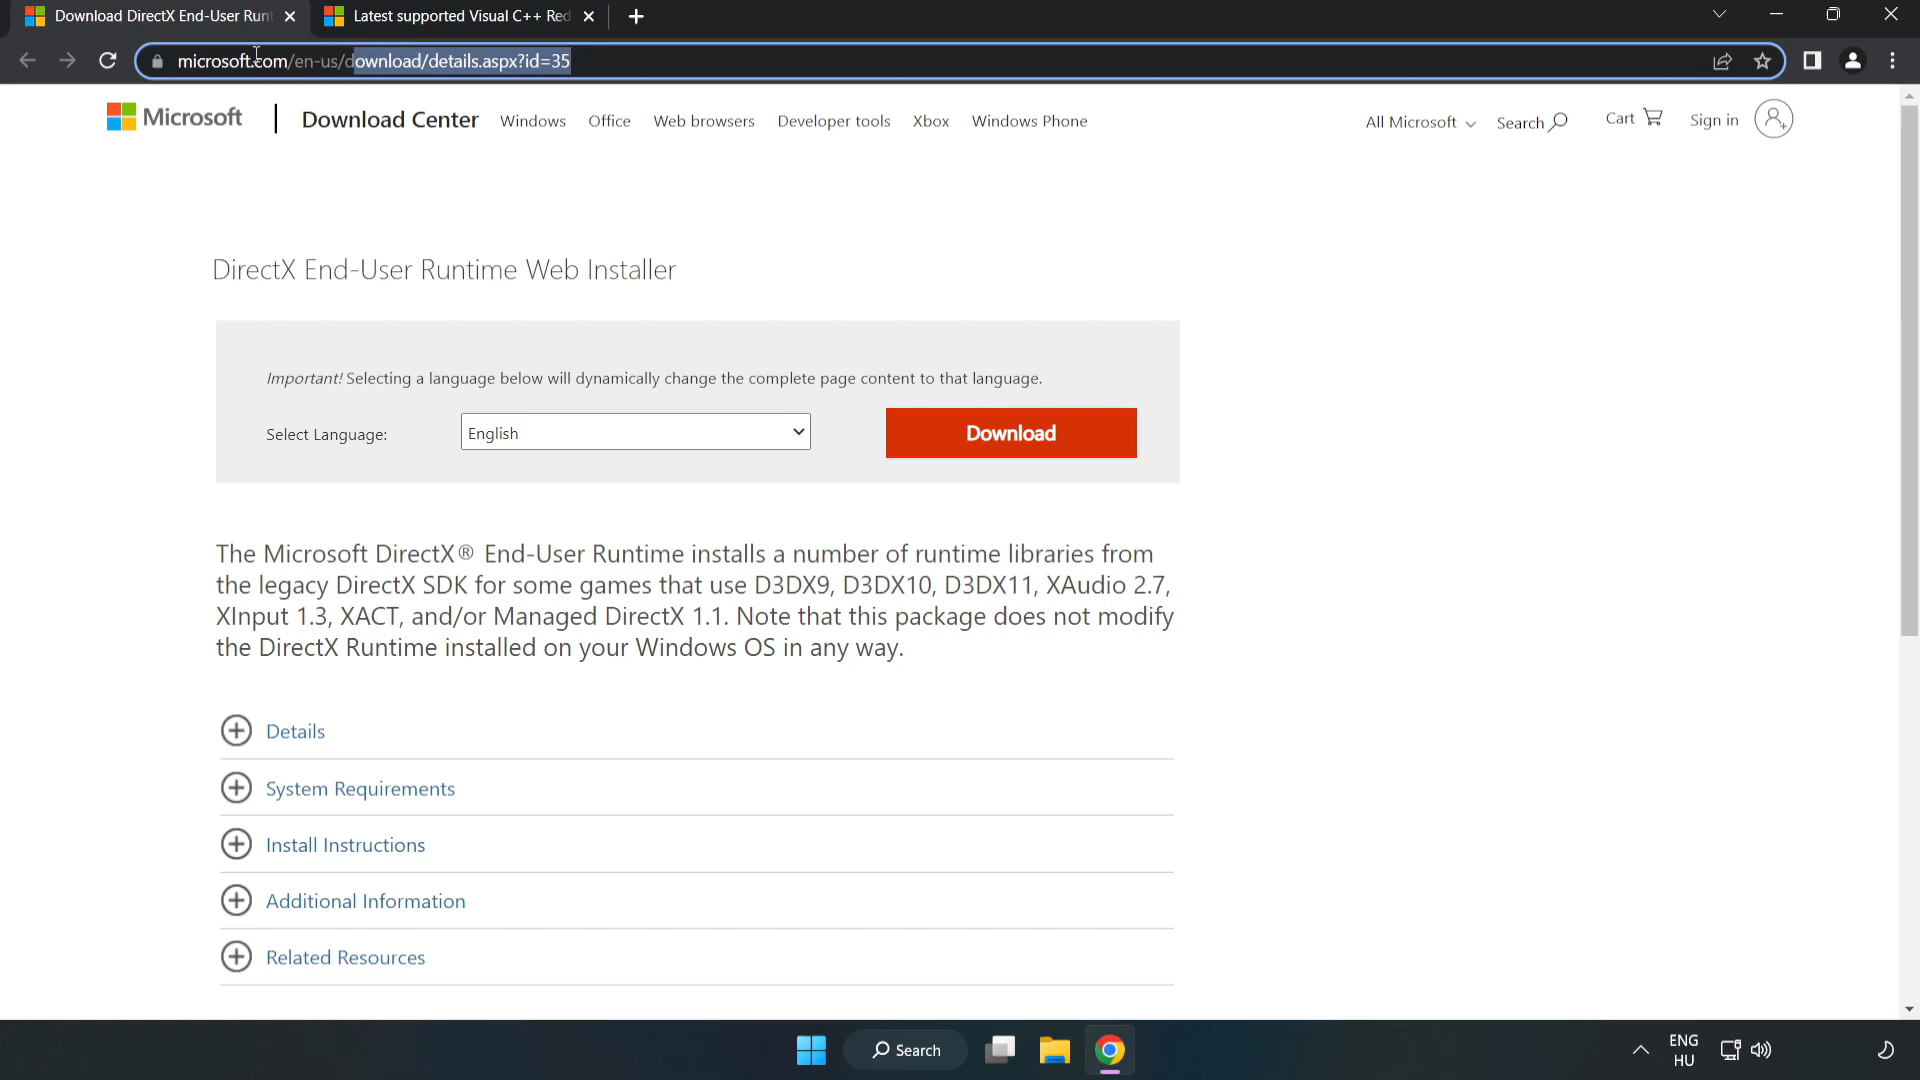 Download DirectX End-User Runt
Latest supported Visual C++ Red
microsoft.com/en-us/download/details.aspx?id=35
Microsoft
Download Center
Windows
Office
Web browsers
Developer tools
Xbox
Windows Phone
All Microsoft
Search
Cart
Sign in
DirectX End-User Runtime Web Installer
Important! Selecting a language below will dynamically change the complete page content to that language.
Select Language:
English
Download
The Microsoft DirectX® End-User Runtime installs a number of runtime libraries from
the legacy DirectX SDK for some games that use D3DX9, D3DX10, D3DX11, XAudio 2.7,
XInput 1.3, XACT, and/or Managed DirectX 1.1. Note that this package does not modify
the DirectX Runtime installed on your Windows OS in any way.
Details
System Requirements
Install Instructions
Additional Information
Related Resources
Search
ENG
HU